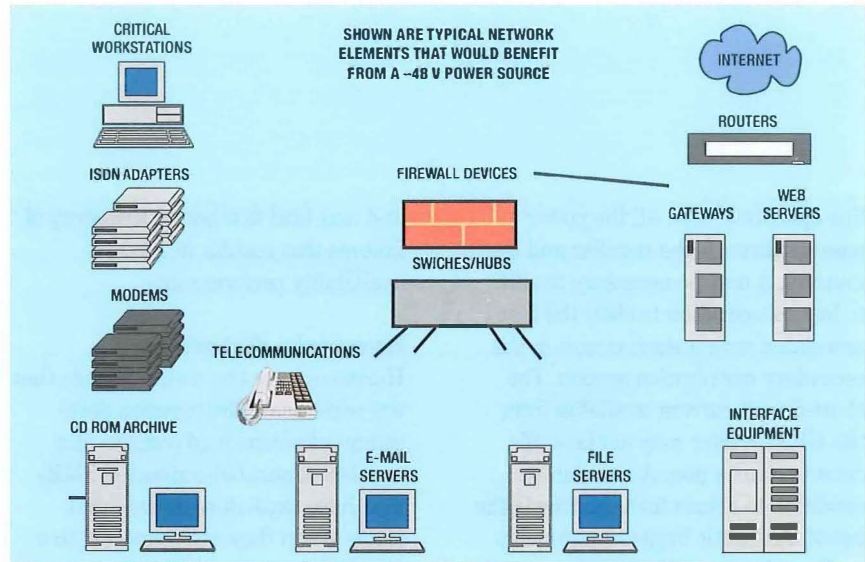 CRITICAL
WORKSTATIONS
SHOWN ARE TYPICAL NETWORK
ELEMENTS THAT WOULD BENEFIT
FROM A –48 V POWER SOURCE
INTERNET
ROUTERS
ISDN ADAPTERS
FIREWALL DEVICES
GATEWAYS
WEB
SERVERS
SWICHES/HUBS
MODEMS
TELECOMMUNICATIONS
CD ROM ARCHIVE
E-MAIL
SERVERS
FILE
SERVERS
INTERFACE
EQUIPMENT